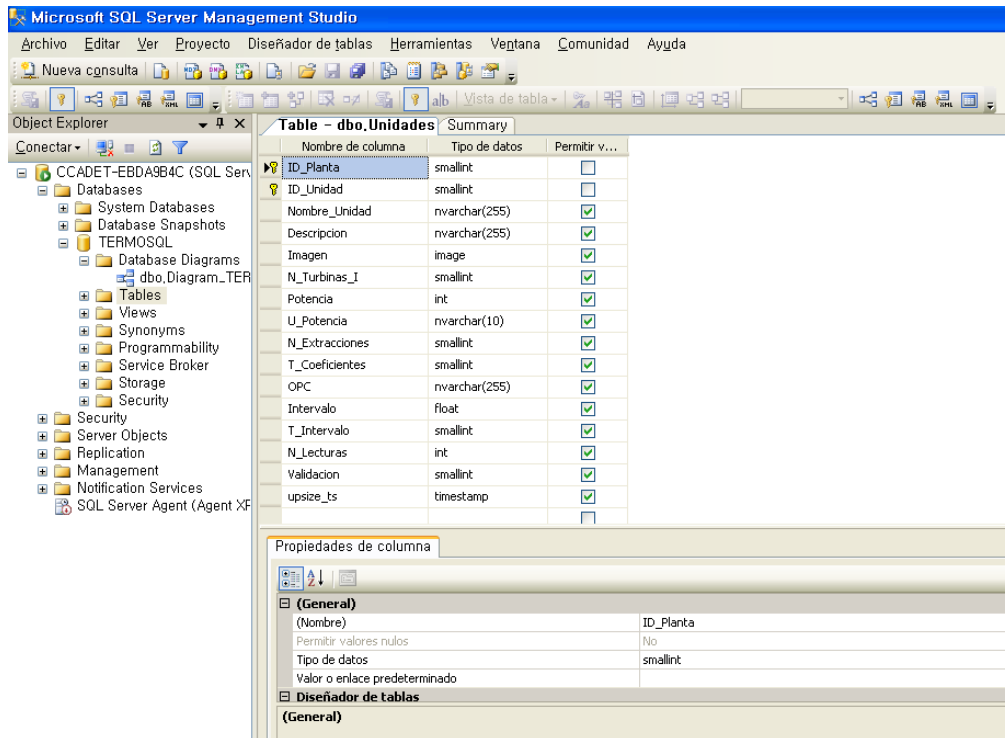 Microsoft SQL Server Management Studio
Archivo Editar Ver Proyecto Diseñador de tablas Herramientas Ventana Comunidad Ayuda
Nueva consulta
alb Vista de tabla
Object Explorer
Conectar
CCADET-EBDA9B4C (SQL Serv
Databases
System Databases
Database Snapshots
TERMOSQL
Database Diagrams
dbo.Diagram_TER
Tables
Views
Synonyms
Programmability
Service Broker
Storage
Security
Security
Server Objects
Replication
Management
Notification Services
SQL Server Agent (Agent XP
Table - dbo.Unidades Summary
Nombre de columna Tipo de datos Permitir v...
ID_Planta smallint
ID_Unidad smallint
Nombre_Unidad nvarchar(255)
Descripcion nvarchar(255)
Imagen image
N_Turbinas_I smallint
Potencia int
U_Potencia nvarchar(10)
N_Extracciones smallint
T_Coeficientes smallint
OPC nvarchar(255)
Intervalo float
T_Intervalo smallint
N_Lecturas int
Validacion smallint
upsize_ts timestamp
Propiedades de columna
(General)
(Nombre) ID_Planta
Permitir valores nulos No
Tipo de datos smallint
Valor o enlace predeterminado
Diseñador de tablas
(General)